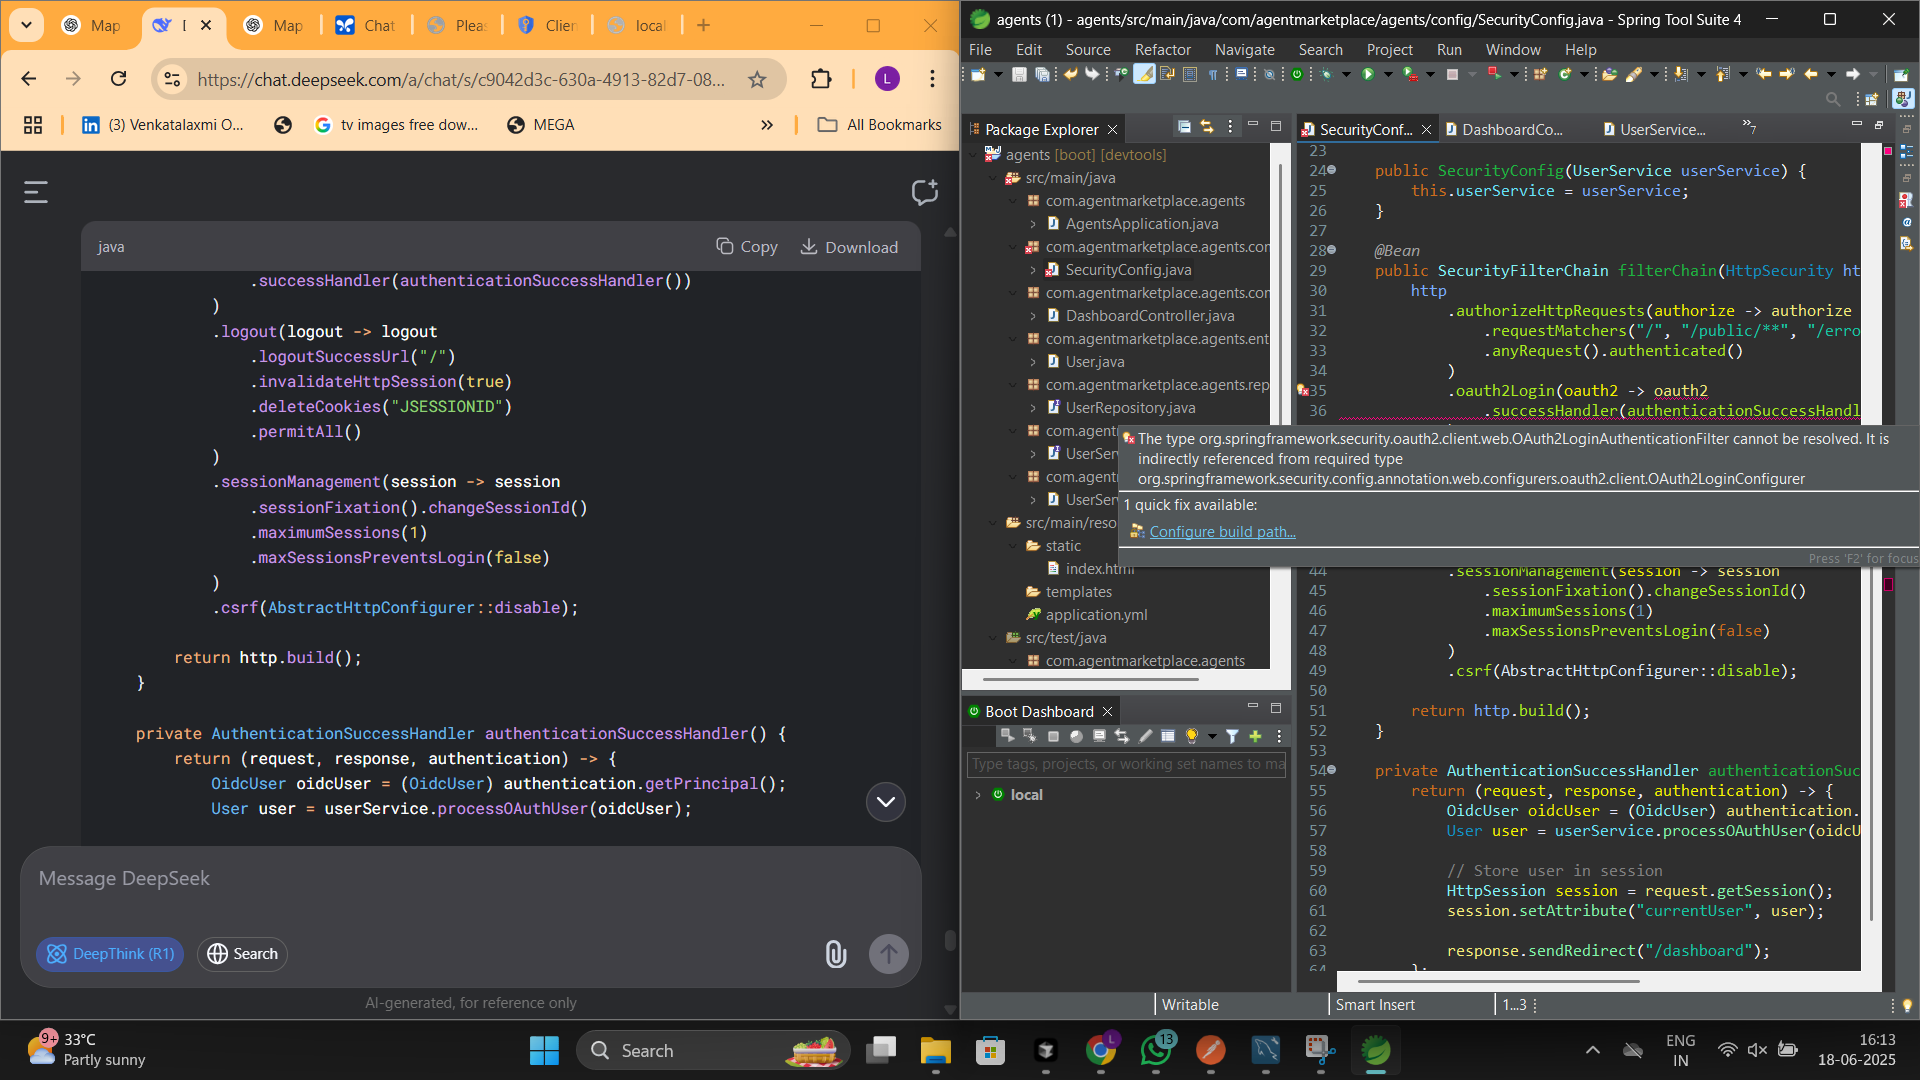 Map
[
Map
Chat
Pleas
Clien
local
https://chat.deepseek.com/a/chat/s/c9042d3c-630a-4913-82d7-08...
L
(3) Venkatalaxmi O...
tv images free dow...
MEGA
»
All Bookmarks
java
Copy
Download
.successHandler(authenticationSuccessHandler())
)
.logout(logout -> logout
.logoutSuccessUrl("/")
.invalidateHttpSession(true)
.deleteCookies("JSESSIONID")
.permitAll()
)
.sessionManagement(session -> session
.sessionFixation().changeSessionId()
.maximumSessions(1)
.maxSessionsPreventsLogin(false)
)
.csrf(AbstractHttpConfigurer::disable);
return http.build();
}
private AuthenticationSuccessHandler authenticationSuccessHandler() {
return (request, response, authentication) -> {
OidcUser oidcUser = (OidcUser) authentication.getPrincipal();
User user = userService.processOAuthUser(oidcUser);
Message DeepSeek
DeepThink (R1)
Search
AI-generated, for reference only
agents (1) - agents/src/main/java/com/agentmarketplace/agents/config/SecurityConfig.java - Spring Tool Suite 4
File Edit Source Refactor Navigate Search Project Run Window Help
Package Explorer
agents [boot] [devtools]
src/main/java
com.agentmarketplace.agents
AgentsApplication.java
com.agentmarketplace.agents.con
SecurityConfig.java
com.agentmarketplace.agents.con
DashboardController.java
com.agentmarketplace.agents.ent
User.java
com.agentmarketplace.agents.rep
UserRepository.java
com.agent
UserSer
com.agent
UserSer
src/main/reso
static
index.html
templates
application.yml
src/test/java
com.agentmarketplace.agents
Boot Dashboard
Type tags, projects, or working set names to ma
local
SecurityConf...
DashboardCo...
UserService...
»7
23
24 public SecurityConfig(UserService userService) {
25 this.userService = userService;
26 }
27
28 @Bean
29 public SecurityFilterChain filterChain(HttpSecurity ht
30 http
31 .authorizeHttpRequests(authorize -> authorize
32 .requestMatchers("/", "/public/**", "/erro
33 .anyRequest().authenticated()
34 )
35 .oauth2Login(oauth2 -> oauth2
36 .successHandler(authenticationSuccessHandl
The type org.springframework.security.oauth2.client.web.OAuth2LoginAuthenticationFilter cannot be resolved. It is
indirectly referenced from required type
org.springframework.security.config.annotation.web.configurers.oauth2.client.OAuth2LoginConfigurer
1 quick fix available:
Configure build path...
Press 'F2' for focus
44 .sessionManagement(session -> session
45 .sessionFixation().changeSessionId()
46 .maximumSessions(1)
47 .maxSessionsPreventsLogin(false)
48 )
49 .csrf(AbstractHttpConfigurer::disable);
50
51 return http.build();
52 }
53
54 private AuthenticationSuccessHandler authenticationSuc
55 return (request, response, authentication) -> {
56 OidcUser oidcUser = (OidcUser) authentication.
57 User user = userService.processOAuthUser(oidcU
58
59 // Store user in session
60 HttpSession session = request.getSession();
61 session.setAttribute("currentUser", user);
62
63 response.sendRedirect("/dashboard");
64 };
Writable
Smart Insert
1...3
9+
33°C
Partly sunny
Search
L
13
ENG
IN
16:13
18-06-2025